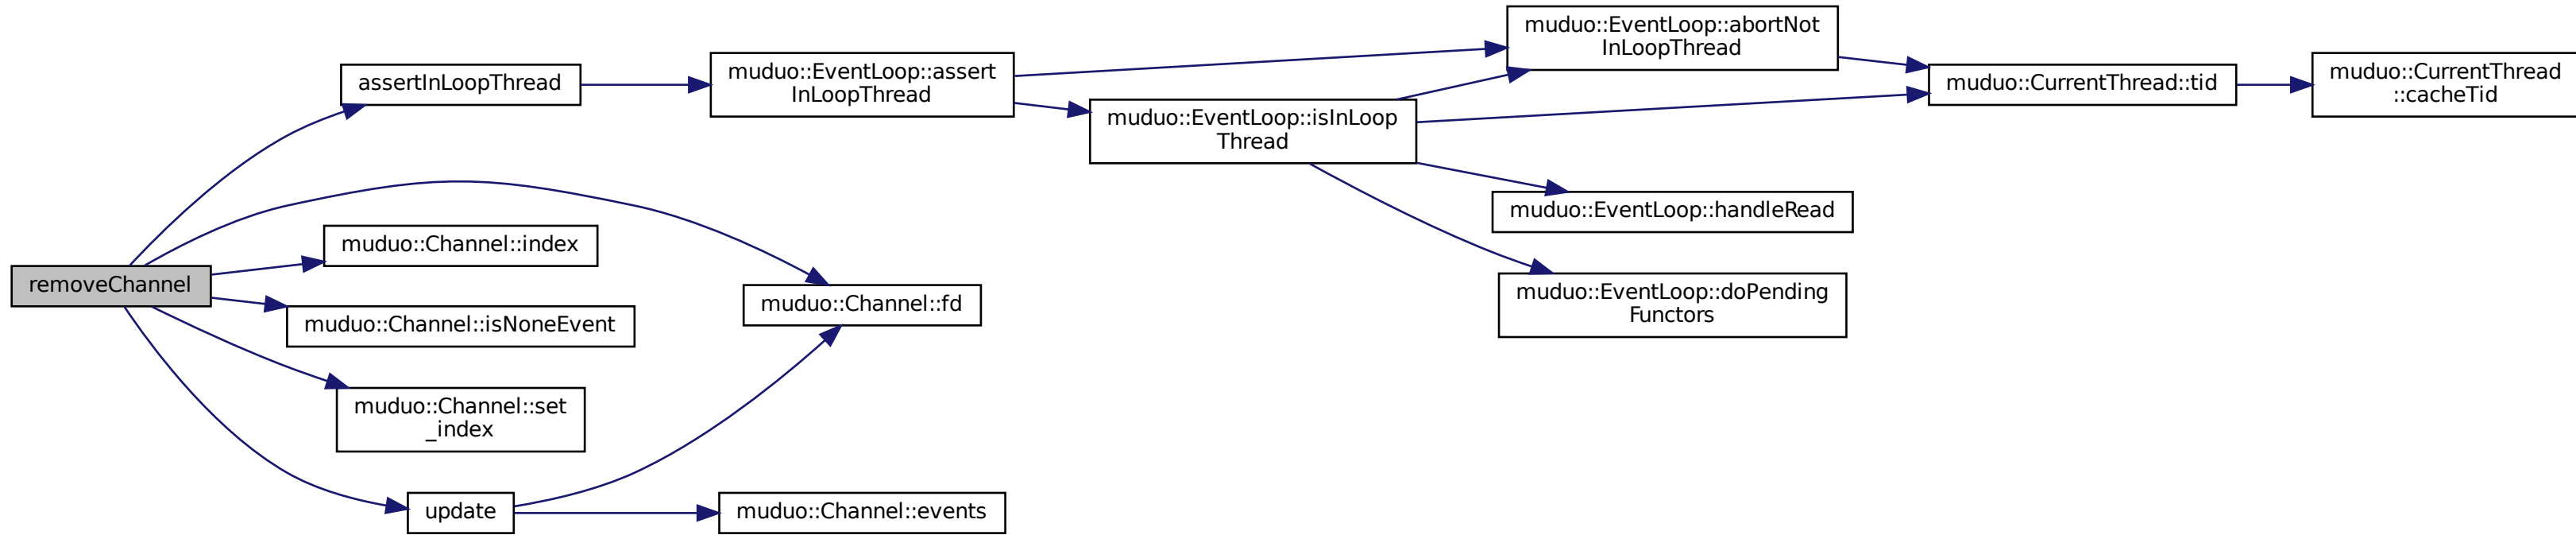 removeChannel
assertInLoopThread
muduo::Channel::index
muduo::Channel::isNoneEvent
muduo::Channel::set
_index
update
muduo::EventLoop::assert
InLoopThread
muduo::Channel::fd
muduo::Channel::events
muduo::EventLoop::isInLoop
Thread
muduo::EventLoop::abortNot
InLoopThread
muduo::EventLoop::handleRead
muduo::EventLoop::doPending
Functors
muduo::CurrentThread::tid
muduo::CurrentThread
::cacheTid